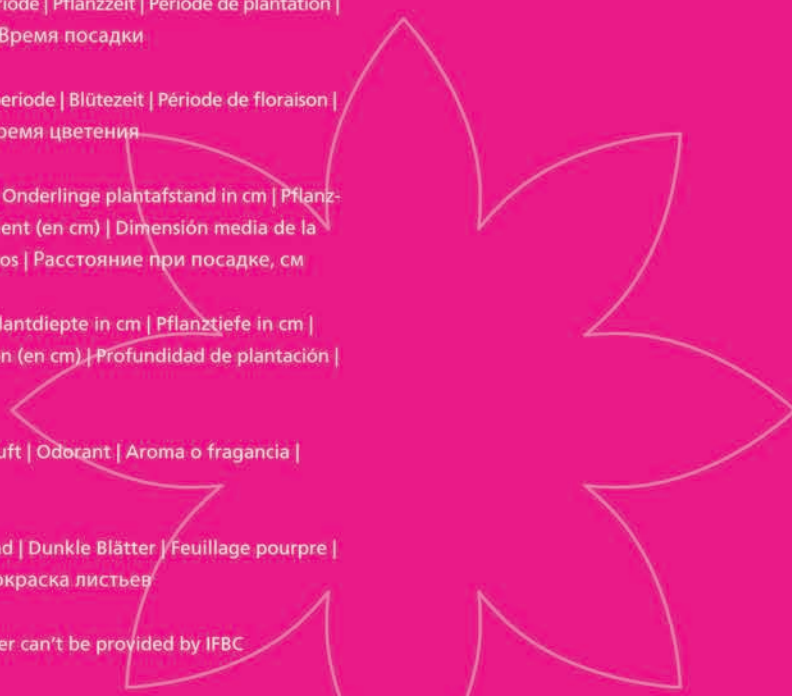 riode | Pflanzzeit | Période de plantation |
Время посадки
eriode | Blütezeit | Période de floraison |
ремя цветения
Onderlinge plantafstand in cm | Pflanz-
ent (en cm) | Dimensión media de la
os | Расстояние при посадке, см
lantdiepte in cm | Pflanztiefe in cm |
n (en cm) | Profundidad de plantación |
uft | Odorant | Aroma o fragancia |
d | Dunkle Blätter | Feuillage pourpre |
окраска листьев
er can't be provided by IFBC